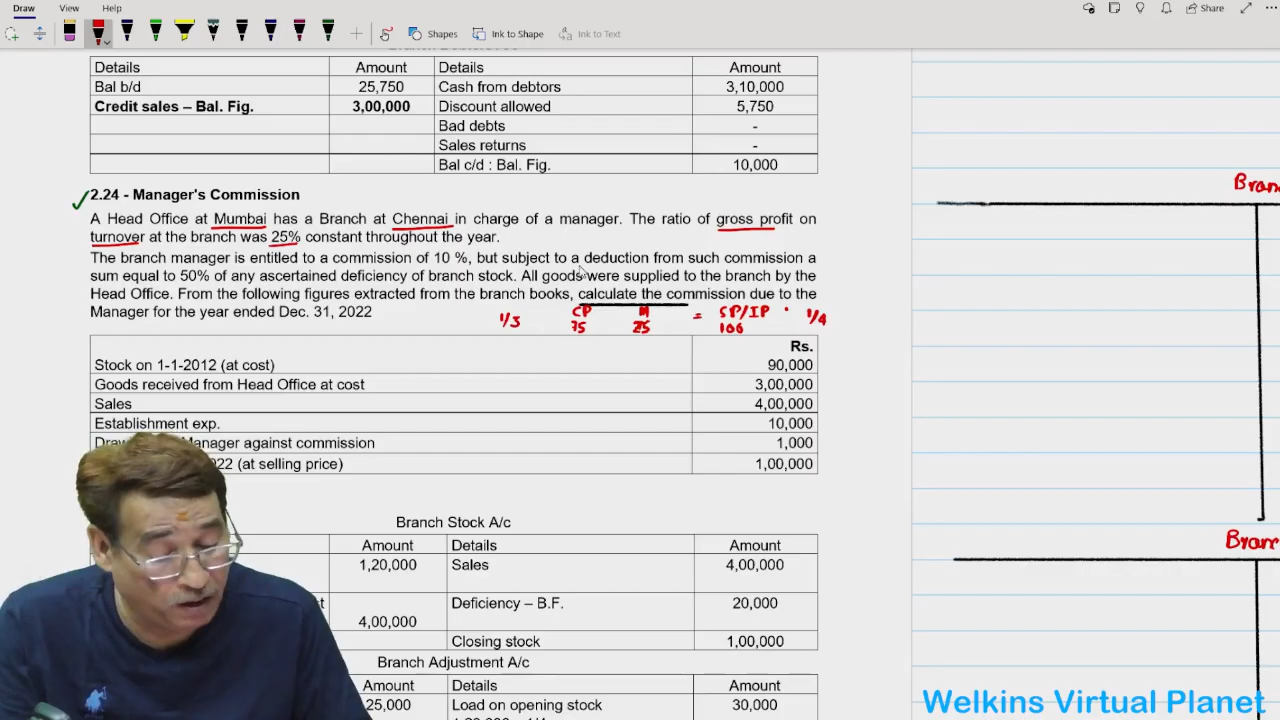 Draw View Help
Shapes Ink to Shape Ink to Text Share
Details Amount Details Amount
Bal b/d 25,750 Cash from debtors 3,10,000
Credit sales – Bal. Fig. 3,00,000 Discount allowed 5,750
Bad debts -
Sales returns -
Bal c/d : Bal. Fig. 10,000
2.24 - Manager's Commission
A Head Office at Mumbai has a Branch at Chennai in charge of a manager. The ratio of gross profit on
turnover at the branch was 25% constant throughout the year.
The branch manager is entitled to a commission of 10 %, but subject to a deduction from such commission a
sum equal to 50% of any ascertained deficiency of branch stock. All goods were supplied to the branch by the
Head Office. From the following figures extracted from the branch books, calculate the commission due to the
Manager for the year ended Dec. 31, 2022
1/3 CP M = SP/IP 1/4
75 25 100
Rs.
Stock on 1-1-2012 (at cost) 90,000
Goods received from Head Office at cost 3,00,000
Sales 4,00,000
Establishment exp. 10,000
Manager against commission 1,000
(at selling price) 1,00,000
Branch Stock A/c
Amount Details Amount
1,20,000 Sales 4,00,000
Deficiency – B.F. 20,000
4,00,000
Closing stock 1,00,000
Branch Adjustment A/c
Amount Details Amount
25,000 Load on opening stock 30,000
Welkins Virtual Planet